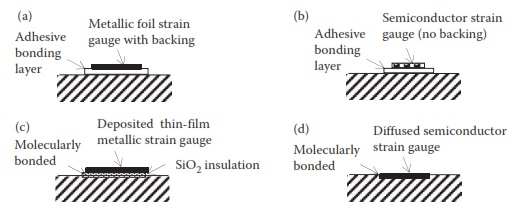 (a)
Metallic foil strain
gauge with backing
Adhesive
bonding
layer
(b)
Semiconductor strain
gauge (no backing)
Adhesive
bonding
layer
(c)
Deposited thin-film
metallic strain gauge
Molecularly
bonded
SiO₂ insulation
(d)
Diffused semiconductor
strain gauge
Molecularly
bonded